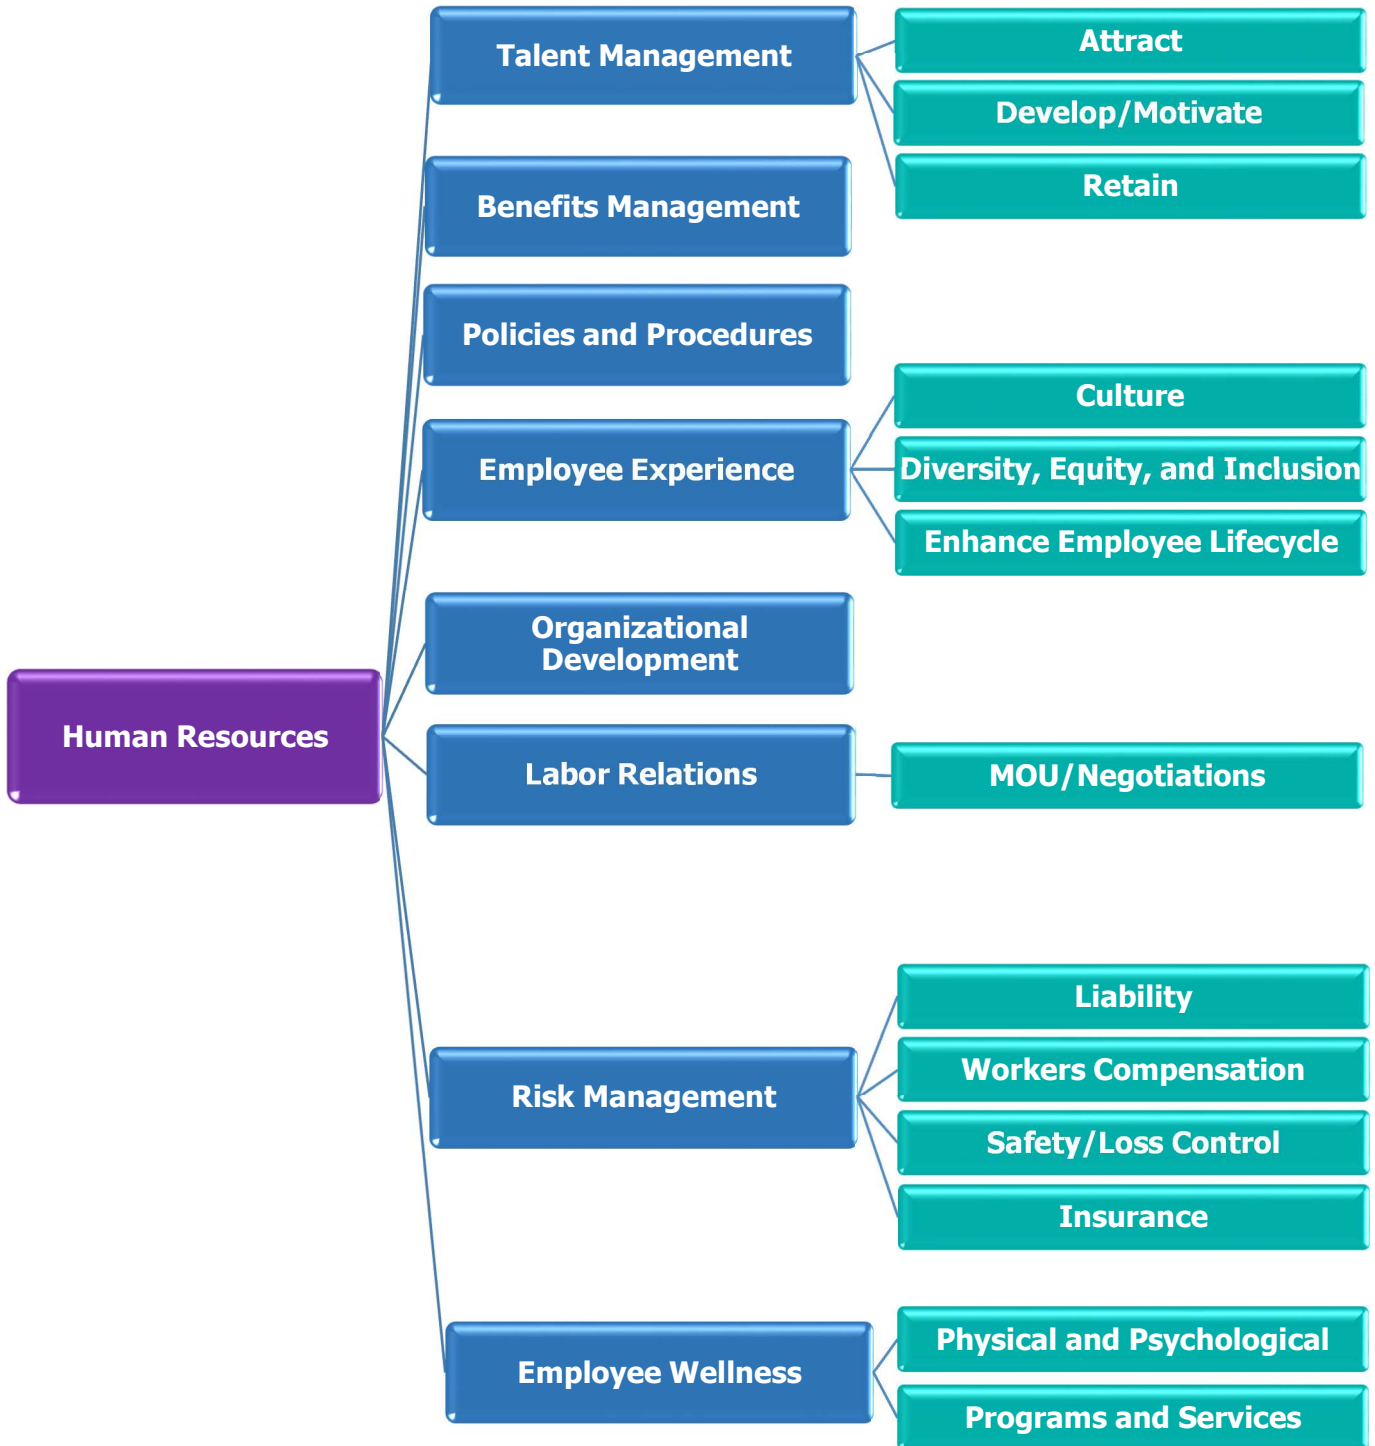 Talent Management
Attract
Develop/Motivate
Retain
Benefits Management
Policies and Procedures
Employee Experience
Culture
Diversity, Equity, and Inclusion
Enhance Employee Lifecycle
Organizational
Development
Human Resources
Labor Relations
MOU/Negotiations
Risk Management
Liability
Workers Compensation
Safety/Loss Control
Insurance
Employee Wellness
Physical and Psychological
Programs and Services